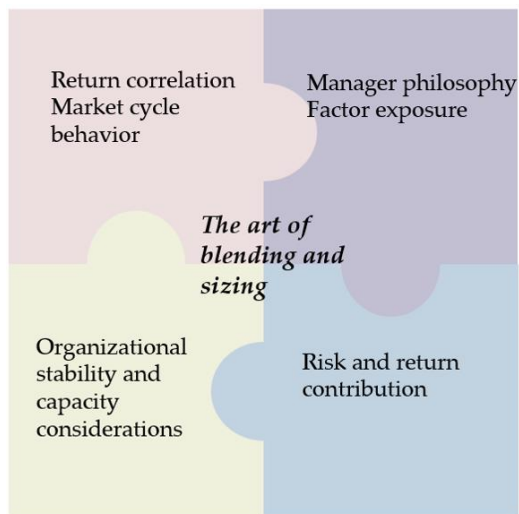 Return correlation
Market cycle
behavior
Manager philosophy
Factor exposure
The art of
blending and
sizing
Organizational
stability and
capacity
considerations
Risk and return
contribution